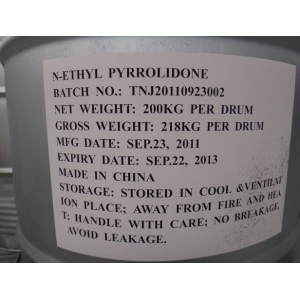 N-ETHYL PYRROLIDONE
BATCH NO.: TNJ20110923002
NET WEIGHT: 200KG PER DRUM
GROSS WEIGHT: 218KG PER DRUM
MFG DATE: SEP.23, 2011
EXPIRY DATE: SEP.22, 2013
MADE IN CHINA
STORAGE: STORED IN COOL &VENTILAT
ION PLACE; AWAY FROM FIRE AND HEA
T; HANDLE WITH CARE; NO BREAKAGE,
AVOID LEAKAGE.